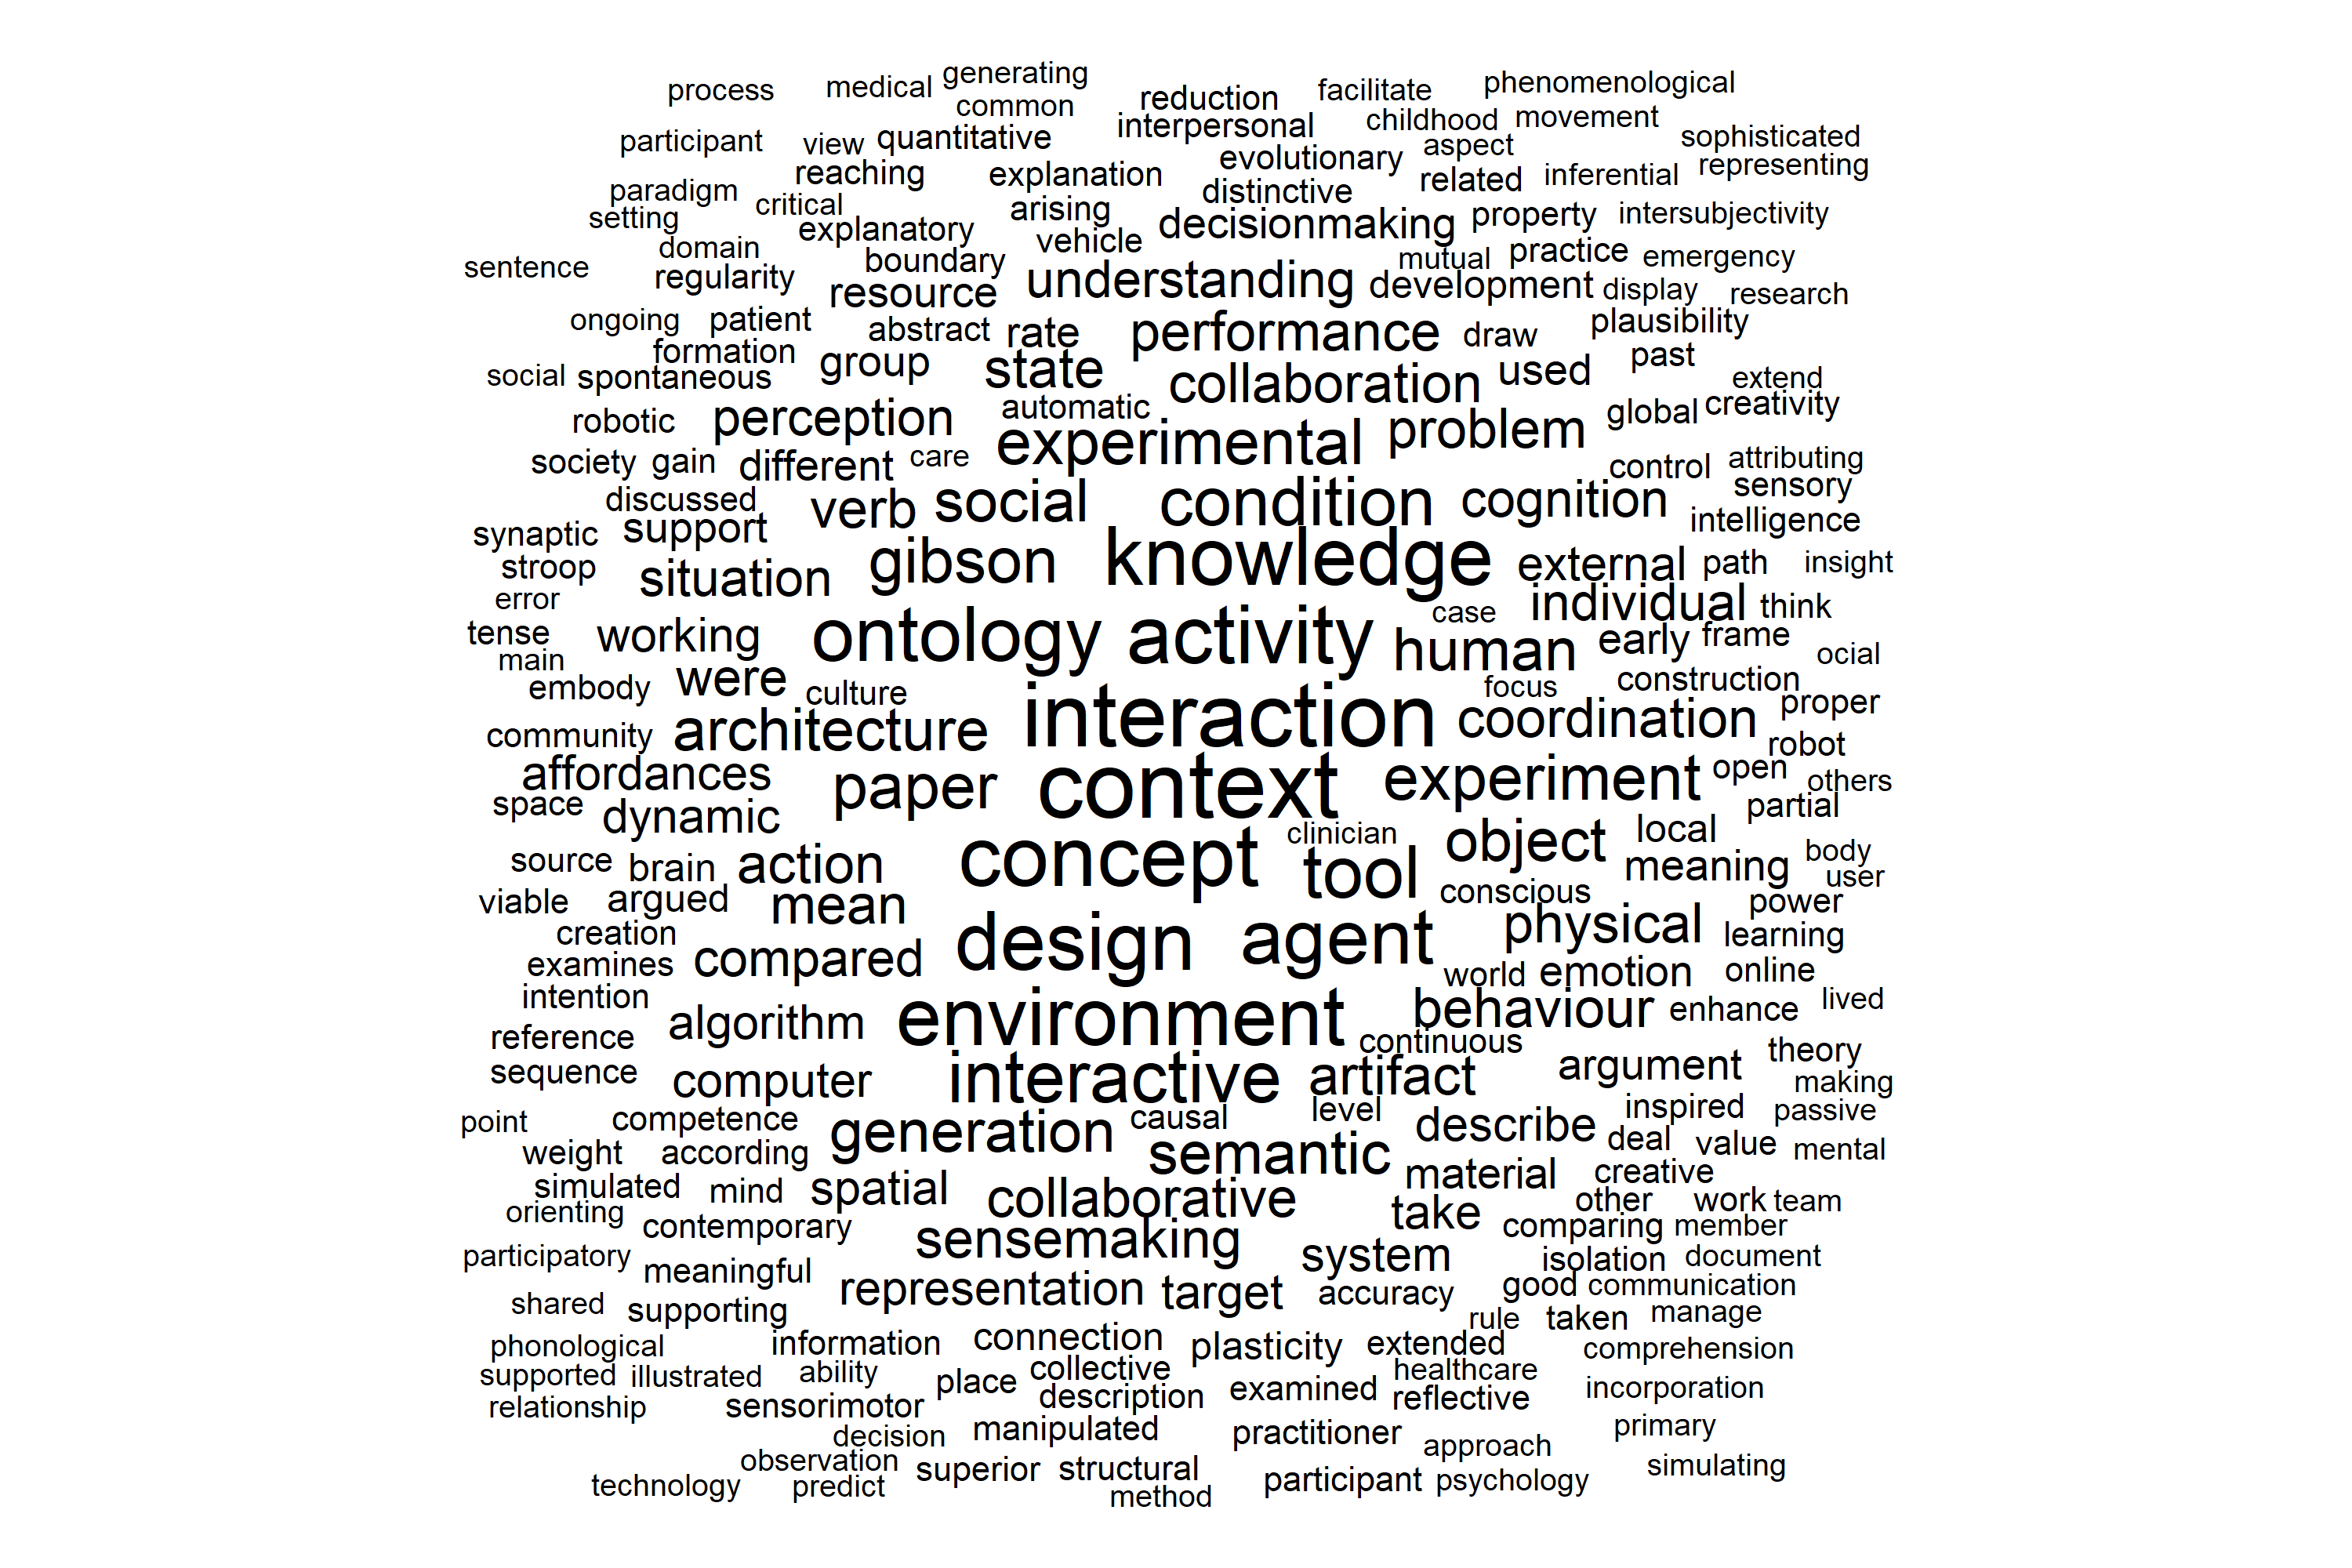 generating
process medical phenomenological
common reduction facilitate
participant view quantitative interpersonal childhood movement
sophisticated
reaching explanation evolutionary aspect
representing
paradigm critical arising distinctive related inferential
setting explanatory vehicle decisionmaking property intersubjectivity
domain boundary mutual practice emergency
sentence regularity resource understanding development display research
ongoing patient abstract rate performance draw plausibility
formation group state past
social spontaneous collaboration used extend
robotic perception automatic global creativity
experimental problem
society gain different care control attributing
discussed verb social condition cognition sensory
synaptic support intelligence
stroop situation gibson knowledge external path insight
error individual think
case
tense working ontology activity human early frame
main ocial
embody were culture focus construction
community architecture interaction coordination proper
robot
affordances paper context experiment open others
space dynamic partial
clinician object local
source brain action concept tool meaning body
viable argued mean conscious user
power
creation design agent physical learning
examines compared world emotion online
intention environment behaviour enhance lived
reference algorithm continuous
sequence computer interactive artifact argument theory
making
point competence generation causal level describe inspired passive
weight according semantic deal value mental
simulated mind spatial collaborative material creative
orienting contemporary take other work team
sensemaking comparing member
participatory meaningful system isolation document
shared supporting representation target accuracy good communication
rule taken manage
phonological information connection plasticity extended comprehension
supported illustrated ability collective healthcare
place description examined reflective incorporation
relationship sensorimotor
decision manipulated practitioner approach primary
observation superior structural simulating
technology predict method participant psychology